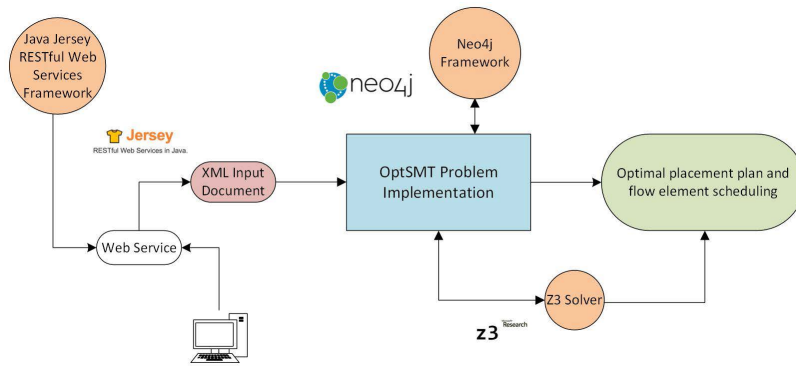 Java Jersey
RESTful Web
Services
Framework
Jersey
RESTful Web Services in Java.
XML Input
Document
Web Service
neo4j
Neo4j
Framework
OptSMT Problem
Implementation
Optimal placement plan and
flow element scheduling
Z3 Solver
z3
Research